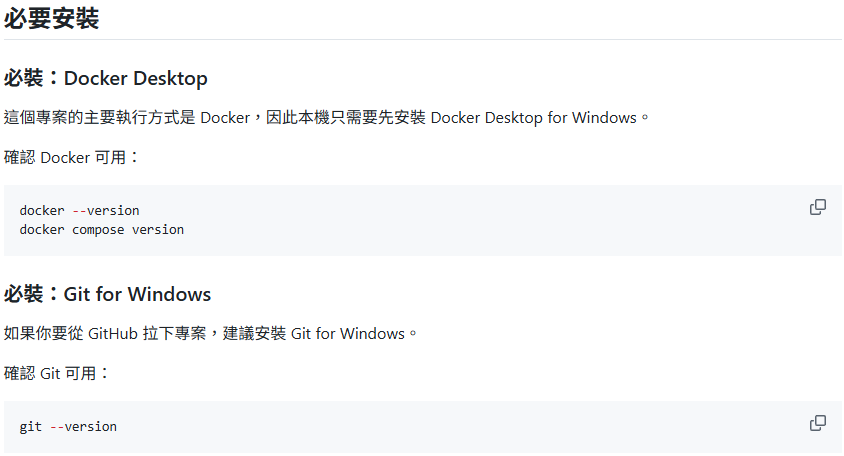 必要安裝
必裝：Docker Desktop
這個專案的主要執行方式是 Docker，因此本機只需要先安裝 Docker Desktop for Windows。
確認 Docker 可用：
docker --version
docker compose version
必裝：Git for Windows
如果你要從 GitHub 拉下專案，建議安裝 Git for Windows。
確認 Git 可用：
git --version